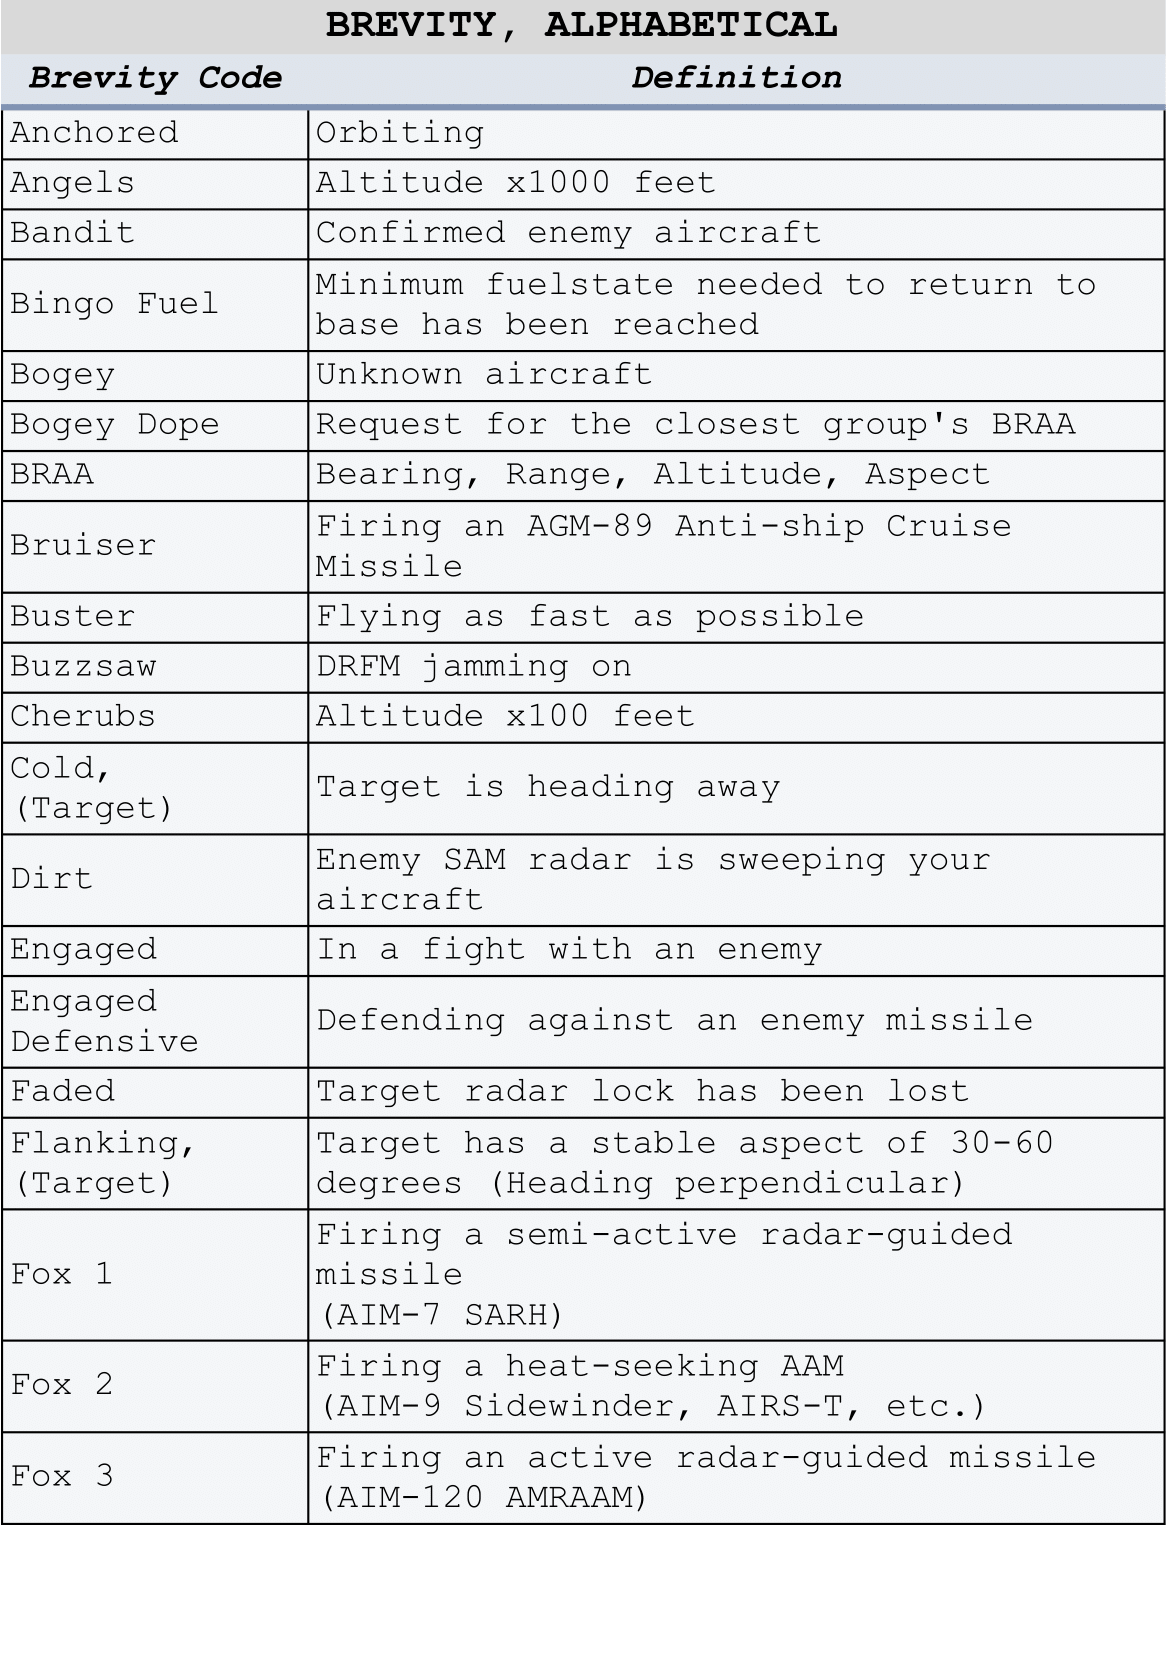 BREVITY, ALPHABETICAL
Brevity Code Definition
Anchored Orbiting
Angels Altitude x1000 feet
Bandit Confirmed enemy aircraft
Bingo Fuel
Minimum fuelstate needed to return to
base has been reached
Bogey Unknown aircraft
Bogey Dope Request for the closest group's BRAA
BRAA Bearing, Range, Altitude, Aspect
Bruiser
Firing an AGM-89 Anti-ship Cruise
Missile
Buster Flying as fast as possible
Buzzsaw DRFM jamming on
Cherubs Altitude x100 feet
Cold,
(Target)
Target is heading away
Dirt
Enemy SAM radar is sweeping your
aircraft
Engaged In a fight with an enemy
Engaged
Defensive
Defending against an enemy missile
Faded Target radar lock has been lost
Flanking,
(Target)
Target has a stable aspect of 30-60
degrees (Heading perpendicular)
Fox 1
Firing a semi-active radar-guided
missile
(AIM-7 SARH)
Fox 2
Firing a heat-seeking AAM
(AIM-9 Sidewinder, AIRS-T, etc.)
Fox 3
Firing an active radar-guided missile
(AIM-120 AMRAAM)